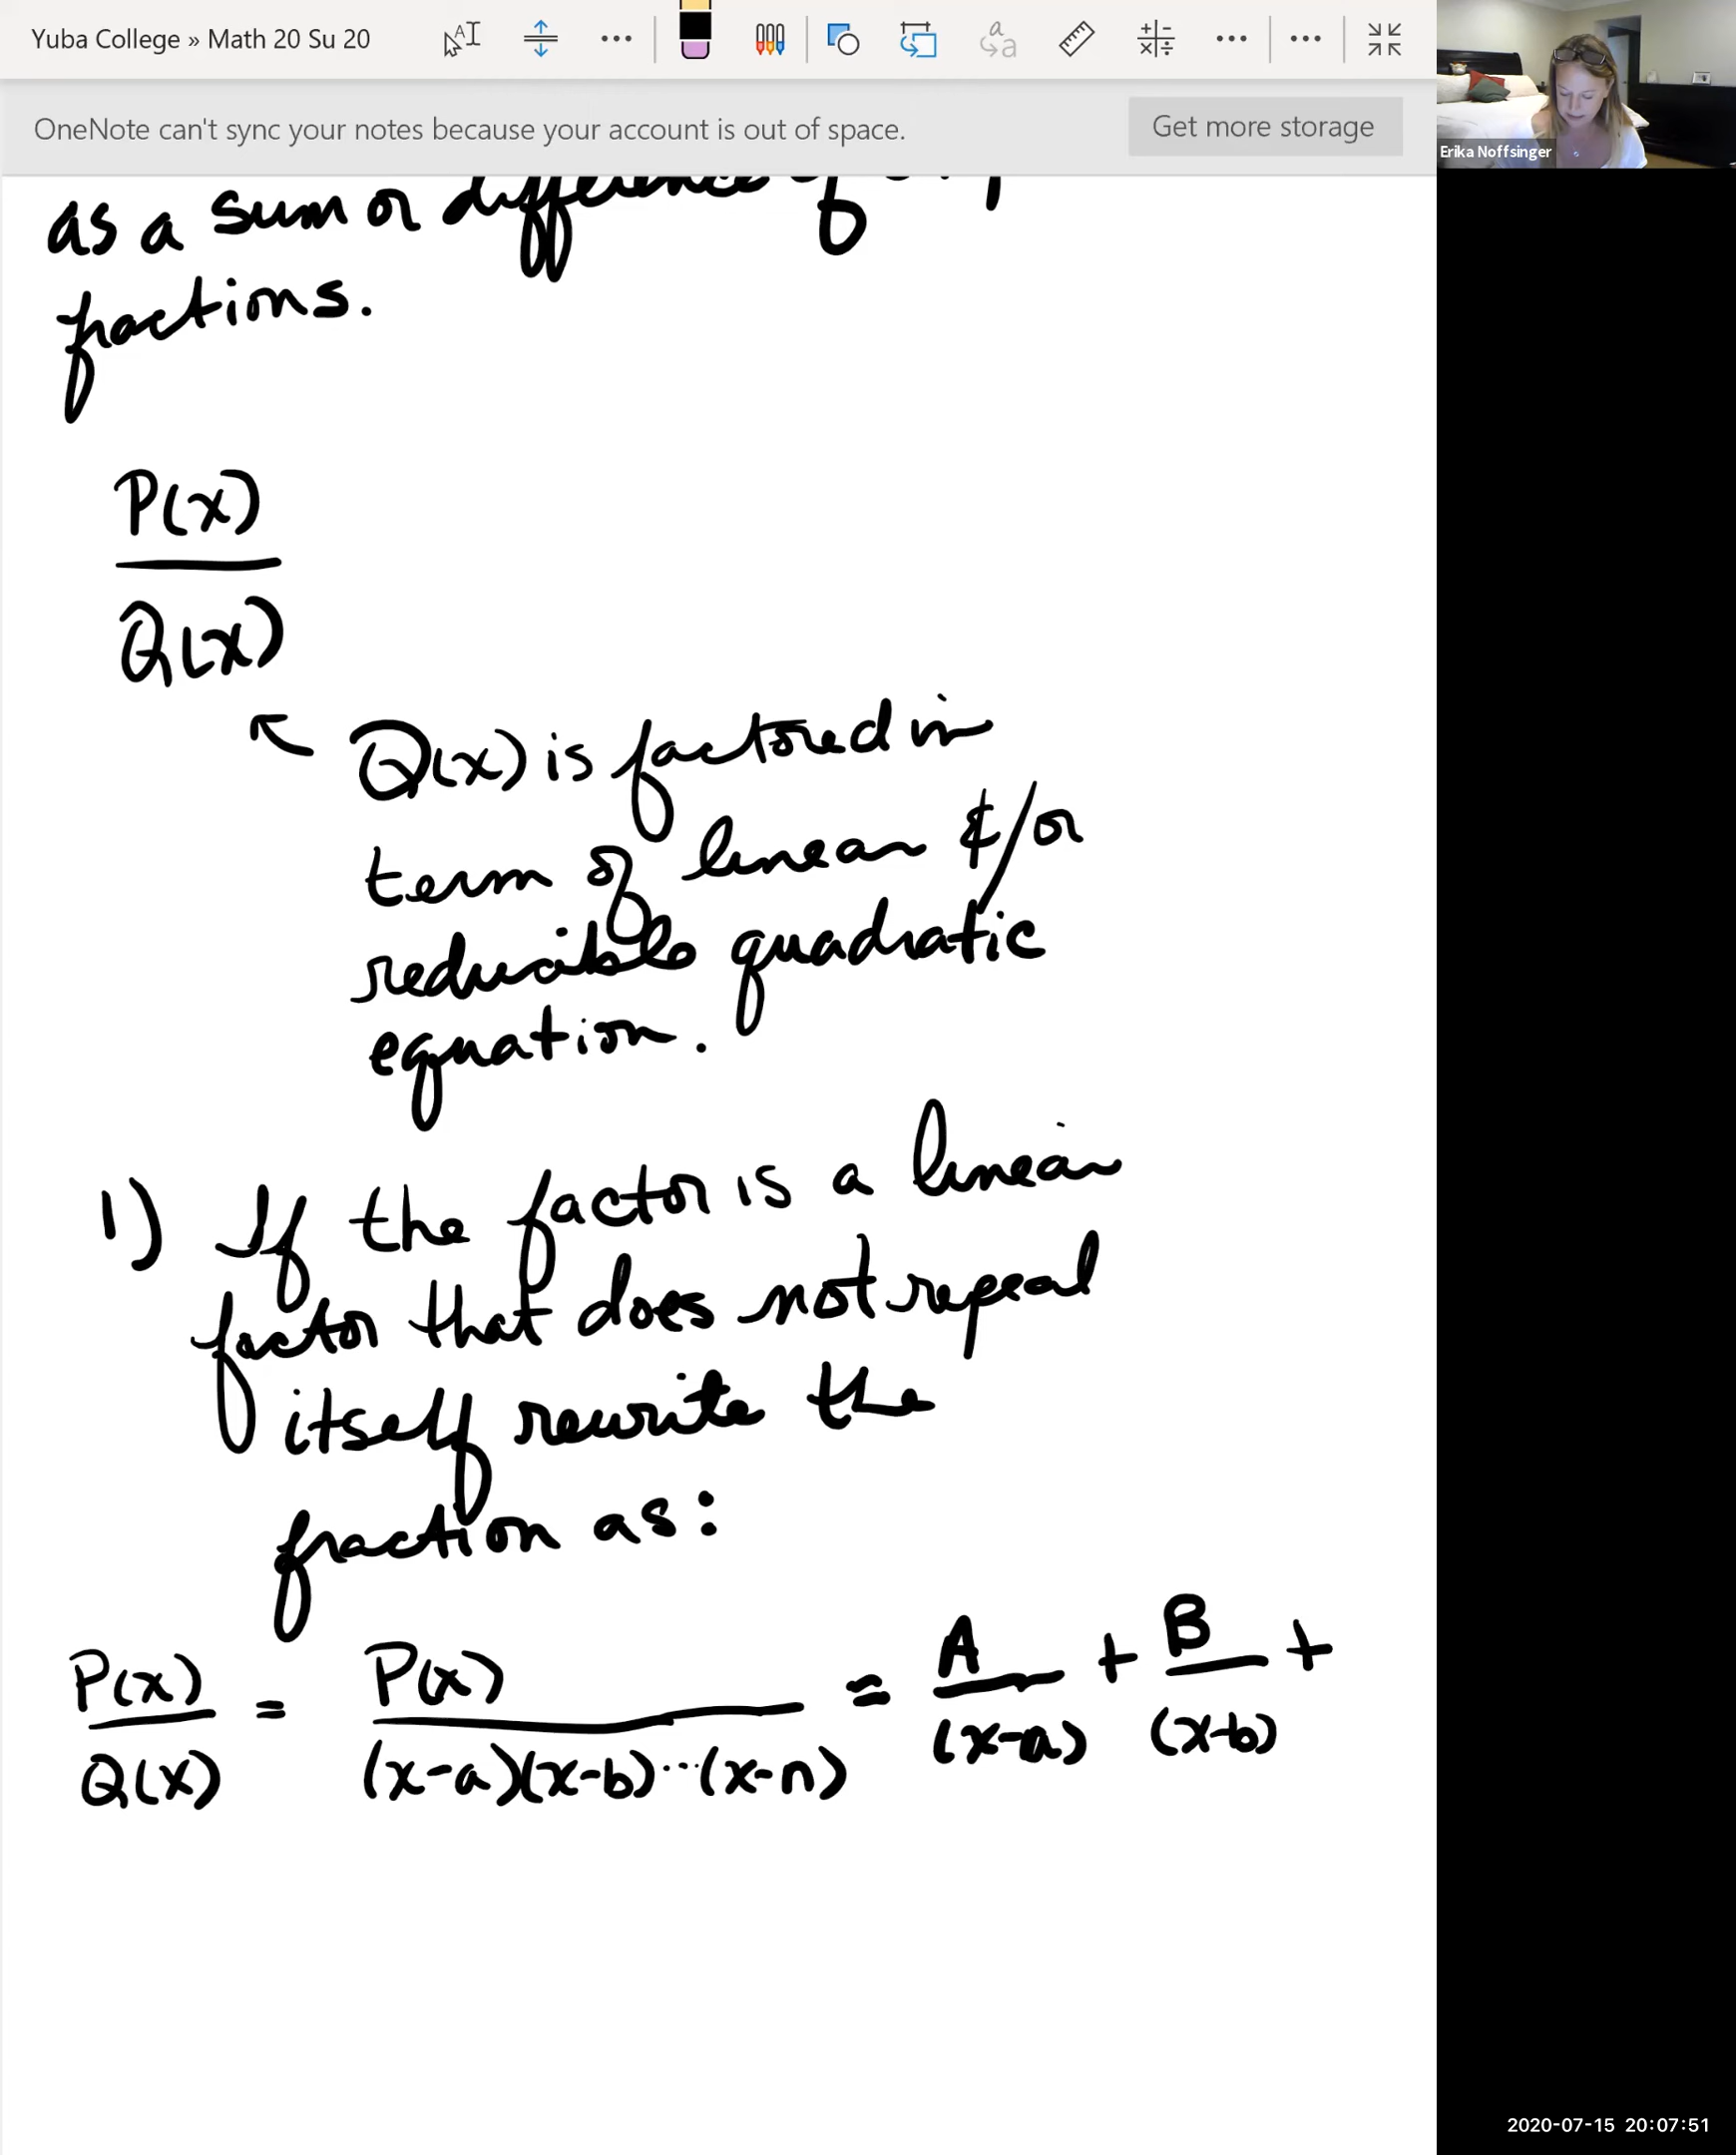 Yuba College » Math 20 Su 20
OneNote can't sync your notes because your account is out of space.
Get more storage
Erika Noffsinger
as a sum or difference of
fractions.
P(x)
Q(x)
Q(x) is factored in
term of linear &/or
reducible quadratic
equation.
1) If the factor is a linear
factor that does not repeal
itself rewrite the
fraction as:
P(x)/Q(x) = P(x)/(x-a)(x-b)...(x-n) = A/(x-a) + B/(x-b) +
2020-07-15 20:07:51